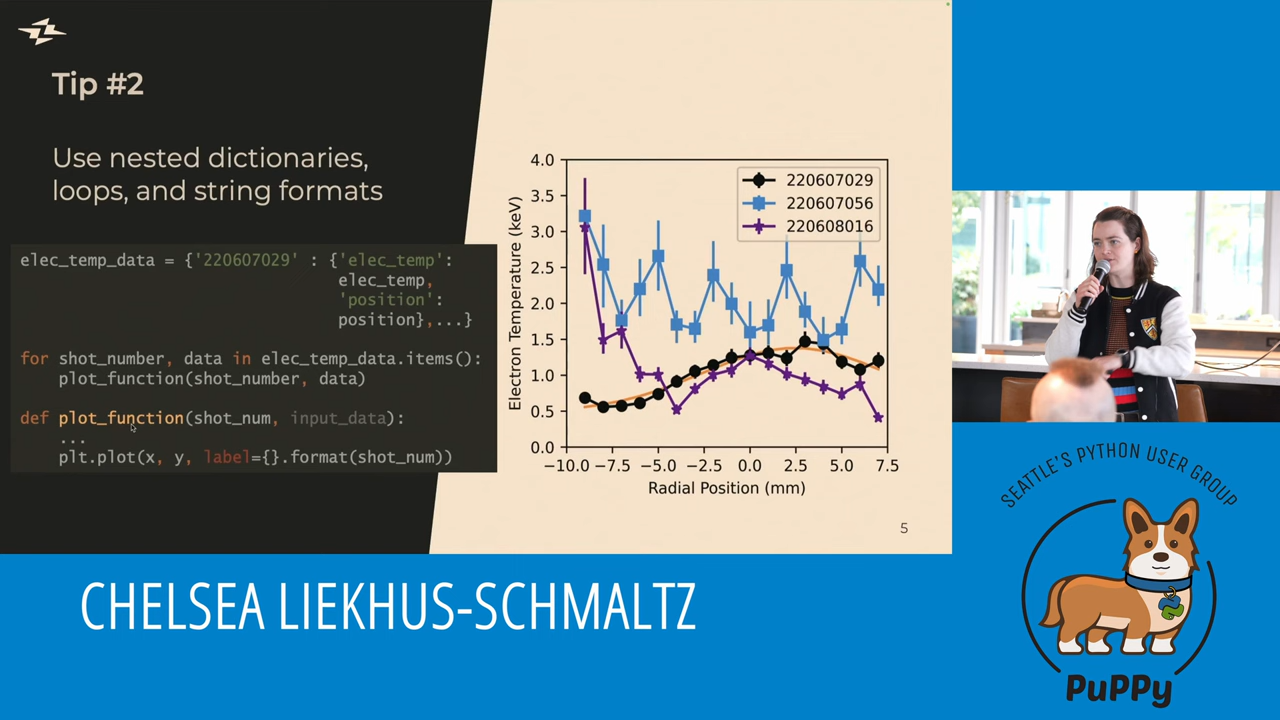 Tip #2
Use nested dictionaries,
loops, and string formats
elec_temp_data = {'220607029' : {'elec_temp':
elec_temp,
'position':
position},...}
for shot_number, data in elec_temp_data.items():
plot_function(shot_number, data)
def plot_function(shot_num, input_data):
...
plt.plot(x, y, label={}.format(shot_num))
4.0
3.5
3.0
2.5
2.0
1.5
1.0
0.5
0.0
Electron Temperature (keV)
220607029
220607056
220608016
−10.0 −7.5 −5.0 −2.5 0.0 2.5 5.0 7.5
Radial Position (mm)
5
CHELSEA LIEKHUS-SCHMALTZ
SEATTLE'S PYTHON USER GROUP
PuPPy